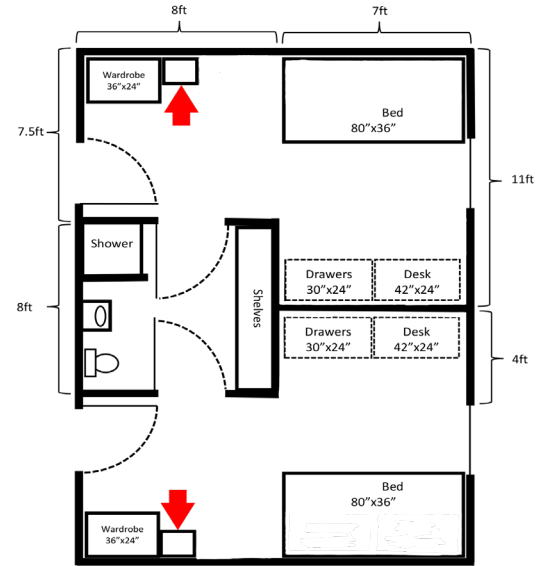 8ft
7ft
Wardrobe
36”x24”
Bed
80”x36”
7.5ft
11ft
Shower
Drawers
30”x24”
Desk
42”x24”
Shelves
8ft
Drawers
30”x24”
Desk
42”x24”
4ft
Bed
80”x36”
Wardrobe
36”x24”